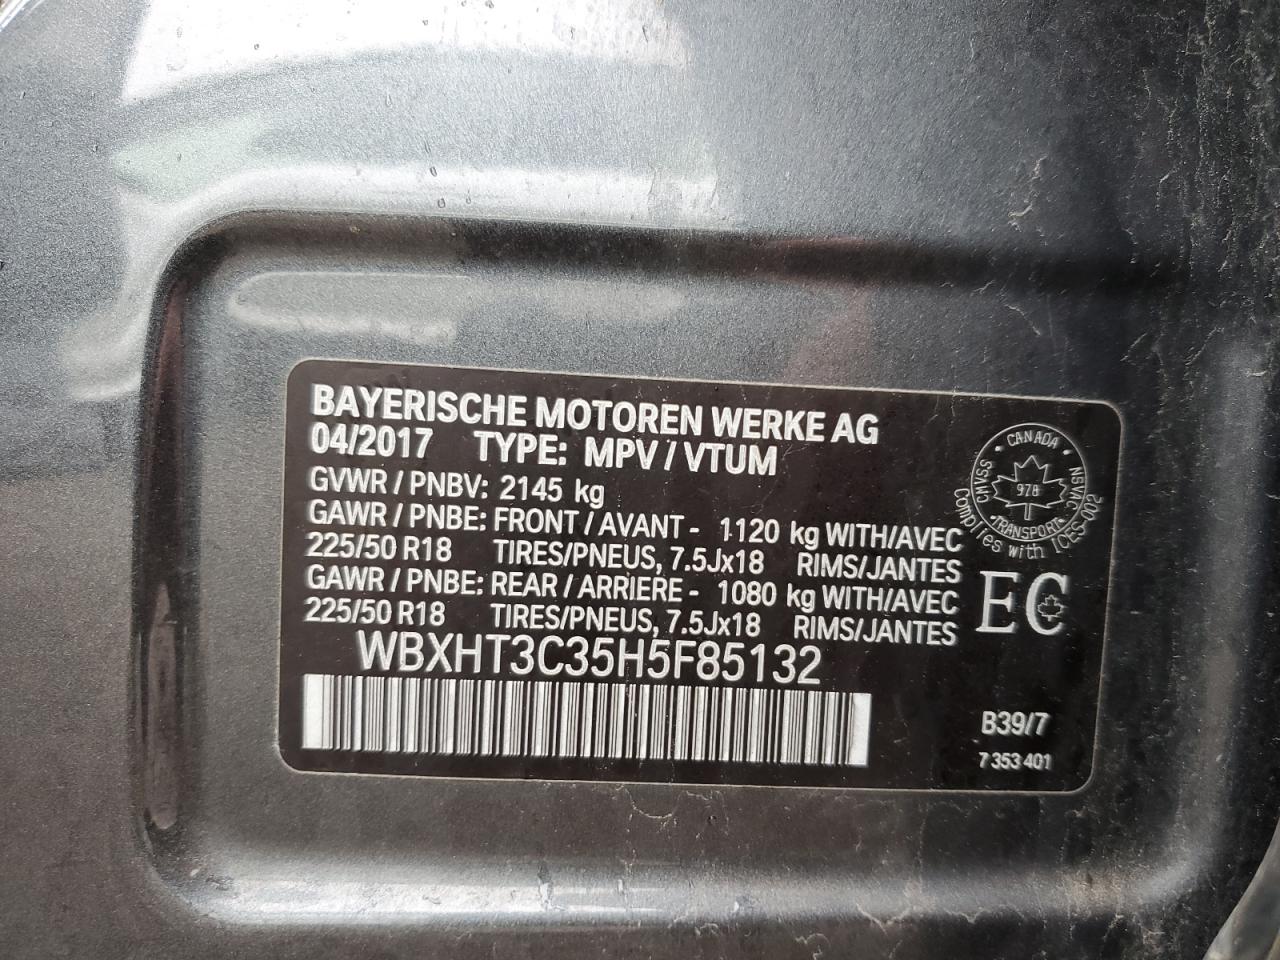 BAYERISCHE MOTOREN WERKE AG
04/2017 TYPE: MPV / VTUM
GVWR / PNBV: 2145 kg
GAWR / PNBE: FRONT / AVANT - 1120 kg WITH/AVEC
225/50 R18 TIRES/PNEUS, 7.5Jx18 RIMS/JANTES
GAWR / PNBE: REAR / ARRIERE - 1080 kg WITH/AVEC
225/50 R18 TIRES/PNEUS, 7.5Jx18 RIMS/JANTES
WBXHT3C35H5F85132
CANADA
CMVSS
NSVAC
978
TRANSPORT
Complies with ICES-002
EC
B39/7
7 353 401